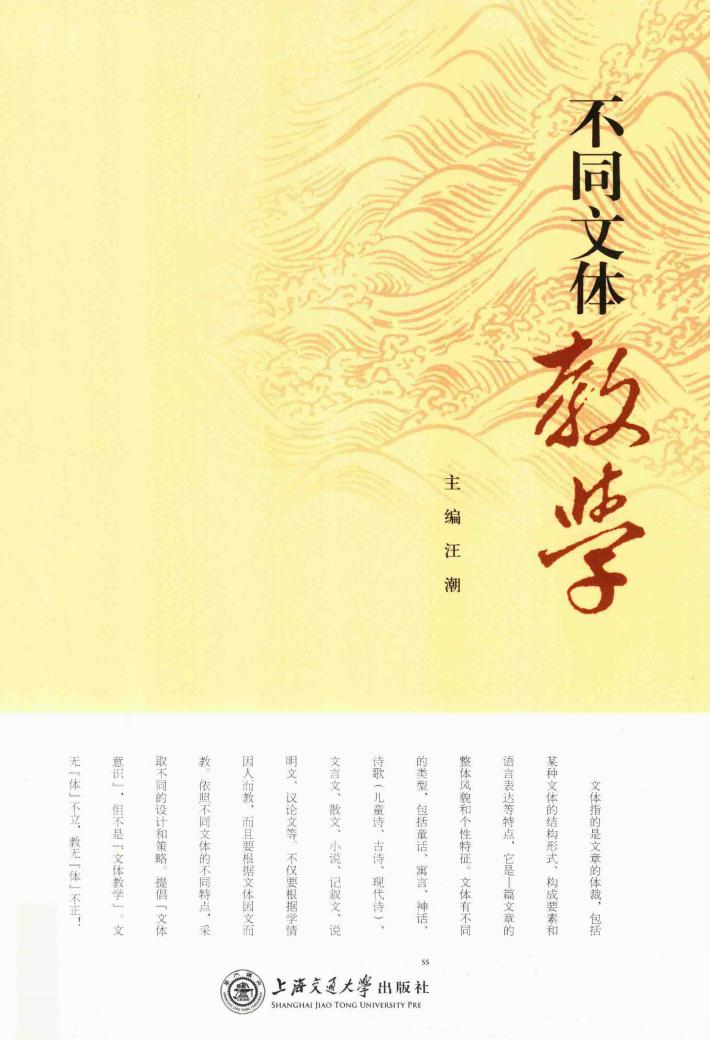 不同文体
教学
主编 汪潮
文体指的是文章的体裁，包括
某种文体的结构形式、构成要素和
语言表达等特点，它是一篇文章的
整体风貌和个性特征。文体有不同
的类型，包括童话、寓言、神话、
诗歌（儿童诗、古诗、现代诗）、
文言文、散文、小说、记叙文、说
明文、议论文等。不仅要根据学情
因人而教，而且要根据文体因文而
教。依照不同文体的不同特点，采
取不同的设计和策略。提倡『文体
意识』，但不是『文体教学』。文
无『体』不立，教无『体』不正！
ss
上海交通大学出版社
SHANGHAI JIAO TONG UNIVERSITY PRE